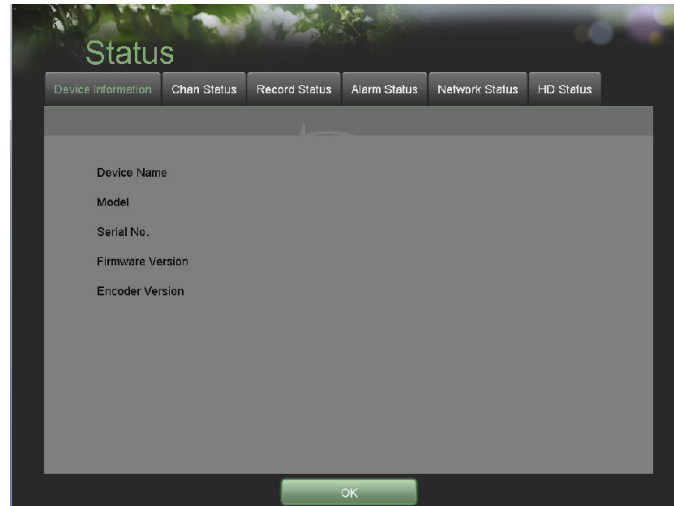 Status
Device Information Chan Status Record Status Alarm Status Network Status HD Status
Device Name
Model
Serial No.
Firmware Version
Encoder Version
OK